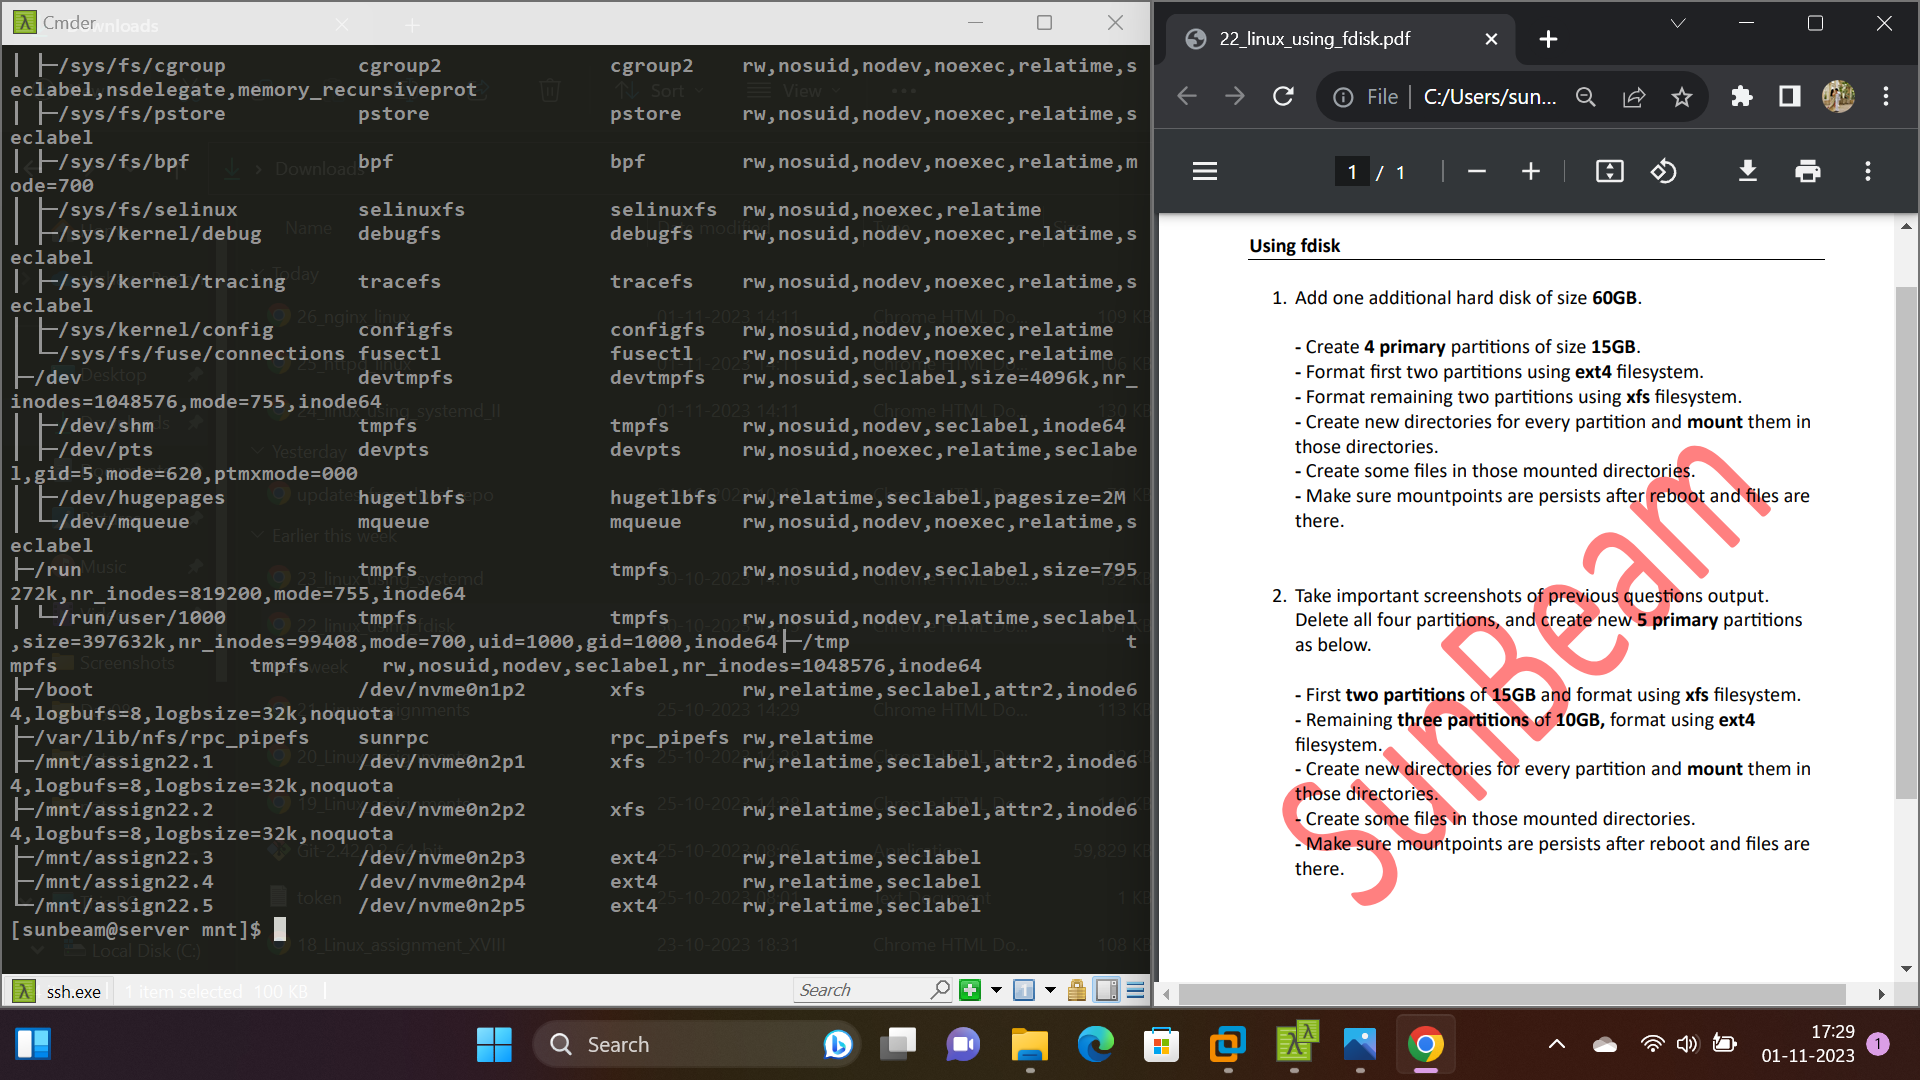 Cmder
│ ├─/sys/fs/cgroup cgroup2 cgroup2 rw,nosuid,nodev,noexec,relatime,s
eclabel,nsdelegate,memory_recursiveprot
│ ├─/sys/fs/pstore pstore pstore rw,nosuid,nodev,noexec,relatime,s
eclabel
│ ├─/sys/fs/bpf bpf bpf rw,nosuid,nodev,noexec,relatime,m
ode=700
│ ├─/sys/fs/selinux selinuxfs selinuxfs rw,nosuid,noexec,relatime
│ ├─/sys/kernel/debug debugfs debugfs rw,nosuid,nodev,noexec,relatime,s
eclabel
│ ├─/sys/kernel/tracing tracefs tracefs rw,nosuid,nodev,noexec,relatime,s
eclabel
│ ├─/sys/kernel/config configfs configfs rw,nosuid,nodev,noexec,relatime
│ └─/sys/fs/fuse/connections fusectl fusectl rw,nosuid,nodev,noexec,relatime
├─/dev devtmpfs devtmpfs rw,nosuid,seclabel,size=4096k,nr_
inodes=1048576,mode=755,inode64
│ ├─/dev/shm tmpfs tmpfs rw,nosuid,nodev,seclabel,inode64
│ ├─/dev/pts devpts devpts rw,nosuid,noexec,relatime,seclabe
l,gid=5,mode=620,ptmxmode=000
│ ├─/dev/hugepages hugetlbfs hugetlbfs rw,relatime,seclabel,pagesize=2M
│ └─/dev/mqueue mqueue mqueue rw,nosuid,nodev,noexec,relatime,s
eclabel
├─/run tmpfs tmpfs rw,nosuid,nodev,seclabel,size=795
272k,nr_inodes=819200,mode=755,inode64
│ └─/run/user/1000 tmpfs tmpfs rw,nosuid,nodev,relatime,seclabel
,size=397632k,nr_inodes=99408,mode=700,uid=1000,gid=1000,inode64├─/tmp t
mpfs tmpfs rw,nosuid,nodev,seclabel,nr_inodes=1048576,inode64
├─/boot /dev/nvme0n1p2 xfs rw,relatime,seclabel,attr2,inode6
4,logbufs=8,logbsize=32k,noquota
├─/var/lib/nfs/rpc_pipefs sunrpc rpc_pipefs rw,relatime
├─/mnt/assign22.1 /dev/nvme0n2p1 xfs rw,relatime,seclabel,attr2,inode6
4,logbufs=8,logbsize=32k,noquota
├─/mnt/assign22.2 /dev/nvme0n2p2 xfs rw,relatime,seclabel,attr2,inode6
4,logbufs=8,logbsize=32k,noquota
├─/mnt/assign22.3 /dev/nvme0n2p3 ext4 rw,relatime,seclabel
├─/mnt/assign22.4 /dev/nvme0n2p4 ext4 rw,relatime,seclabel
└─/mnt/assign22.5 /dev/nvme0n2p5 ext4 rw,relatime,seclabel
[sunbeam@server mnt]$
ssh.exe
1 item selected 100 KB
Search
22_linux_using_fdisk.pdf
File
C:/Users/sun...
1 / 1
Using fdisk
1. Add one additional hard disk of size 60GB.
- Create 4 primary partitions of size 15GB.
- Format first two partitions using ext4 filesystem.
- Format remaining two partitions using xfs filesystem.
- Create new directories for every partition and mount them in
those directories.
- Create some files in those mounted directories.
- Make sure mountpoints are persists after reboot and files are
there.
2. Take important screenshots of previous questions output.
Delete all four partitions, and create new 5 primary partitions
as below.
- First two partitions of 15GB and format using xfs filesystem.
- Remaining three partitions of 10GB, format using ext4
filesystem.
- Create new directories for every partition and mount them in
those directories.
- Create some files in those mounted directories.
- Make sure mountpoints are persists after reboot and files are
there.
SunBeam
Search
17:29
01-11-2023
1